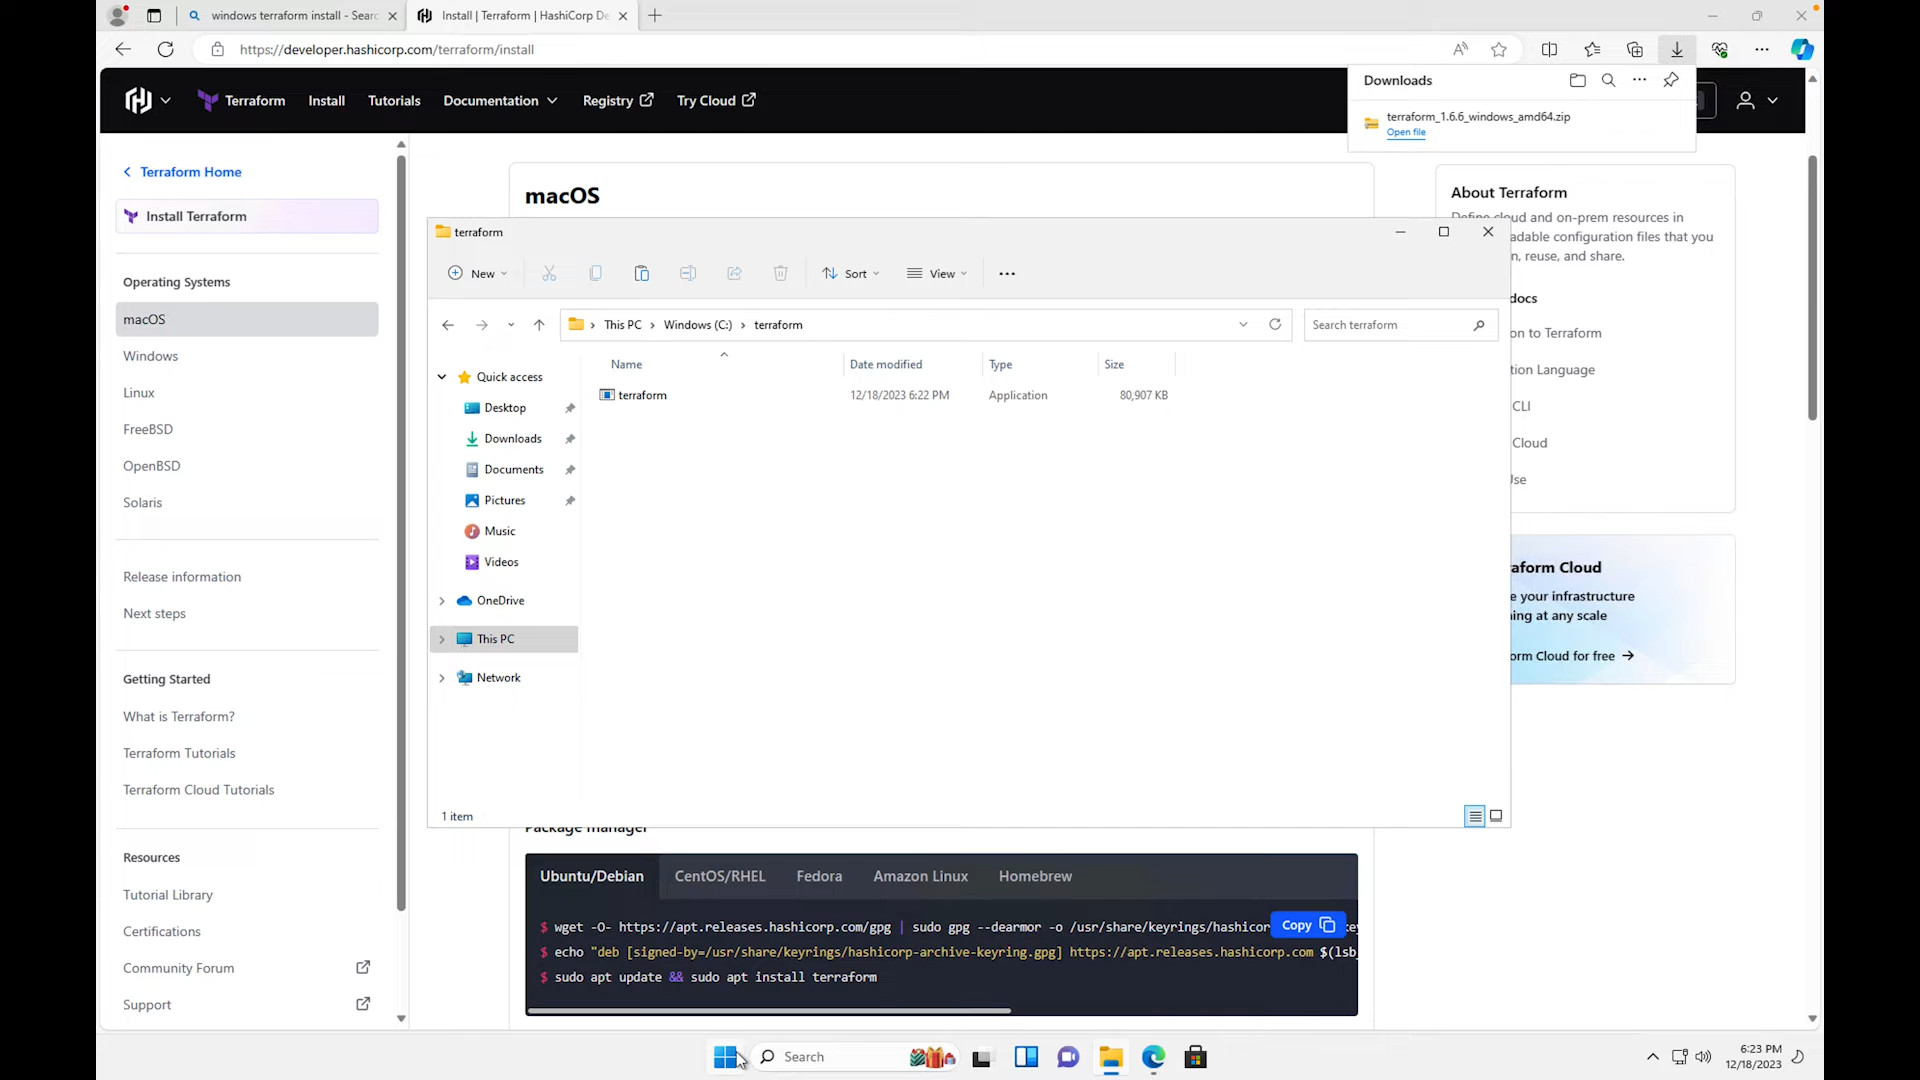 windows terraform install - Searc
Install | Terraform | HashiCorp De
https://developer.hashicorp.com/terraform/install
Terraform
Install
Tutorials
Documentation
Registry
Try Cloud
Downloads
terraform_1.6.6_windows_amd64.zip
Open file
Terraform Home
Install Terraform
Operating Systems
macOS
Windows
Linux
FreeBSD
OpenBSD
Solaris
Release information
Next steps
Getting Started
What is Terraform?
Terraform Tutorials
Terraform Cloud Tutorials
Resources
Tutorial Library
Certifications
Community Forum
Support
macOS
terraform
New
Sort
View
This PC > Windows (C:) > terraform
Search terraform
Name
Date modified
Type
Size
terraform
12/18/2023 6:22 PM
Application
80,907 KB
Quick access
Desktop
Downloads
Documents
Pictures
Music
Videos
OneDrive
This PC
Network
1 item
About Terraform
Define cloud and on-prem resources in
adable configuration files that you
n, reuse, and share.
docs
on to Terraform
ion Language
CLI
Cloud
Use
aform Cloud
e your infrastructure
ing at any scale
orm Cloud for free
Package manager
Ubuntu/Debian
CentOS/RHEL
Fedora
Amazon Linux
Homebrew
$ wget -O- https://apt.releases.hashicorp.com/gpg | sudo gpg --dearmor -o /usr/share/keyrings/hashicor
Copy
$ echo "deb [signed-by=/usr/share/keyrings/hashicorp-archive-keyring.gpg] https://apt.releases.hashicorp.com $(lsb_
$ sudo apt update && sudo apt install terraform
Search
6:23 PM
12/18/2023